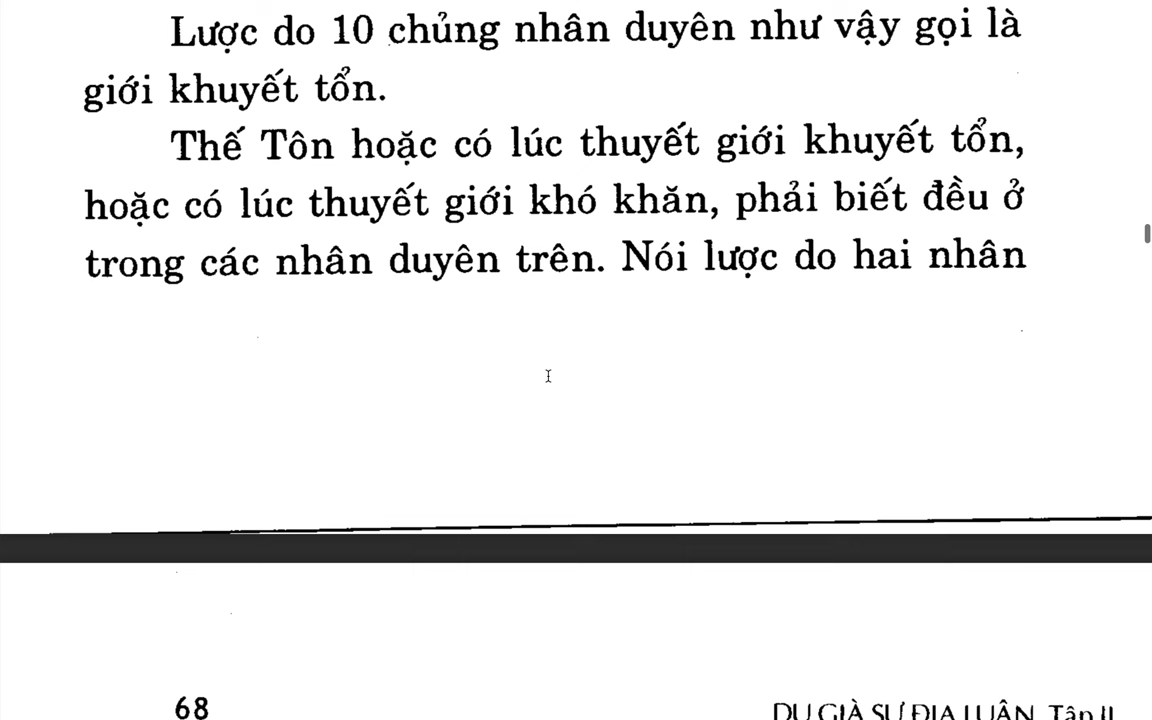 Lược do 10 chủng nhân duyên như vậy gọi là
giới khuyết tổn.
Thế Tôn hoặc có lúc thuyết giới khuyết tổn,
hoặc có lúc thuyết giới khó khăn, phải biết đều ở
trong các nhân duyên trên. Nói lược do hai nhân
68 DU GIÀ SƯ ĐỊA LUẬN, Tập II